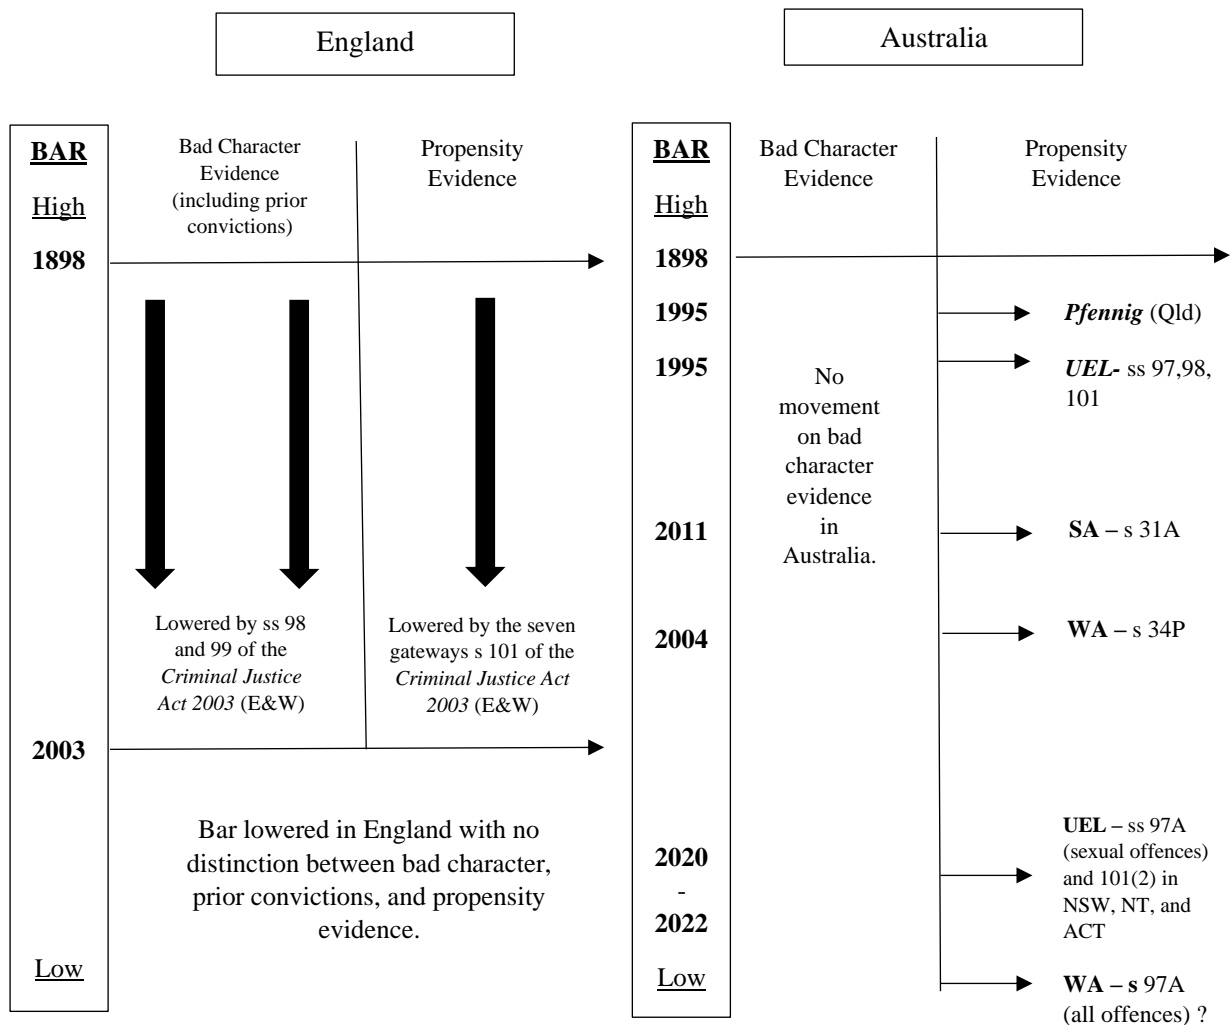 England
BAR
High
1898
2003
Low
Bad Character
Evidence
(including prior
convictions)
Propensity
Evidence
Lowered by ss 98
and 99 of the
Criminal Justice
Act 2003 (E&W)
Lowered by the seven
gateways s 101 of the
Criminal Justice Act
2003 (E&W)
Bar lowered in England with no
distinction between bad character,
prior convictions, and propensity
evidence.
Australia
BAR
High
1898
1995
1995
2011
2004
2020
-
2022
Low
Bad Character
Evidence
No
movement
on bad
character
evidence
in
Australia.
Propensity
Evidence
Pfennig (Qld)
UEL- ss 97,98,
101
SA – s 31A
WA – s 34P
UEL – ss 97A
(sexual offences)
and 101(2) in
NSW, NT, and
ACT
WA – s 97A
(all offences) ?